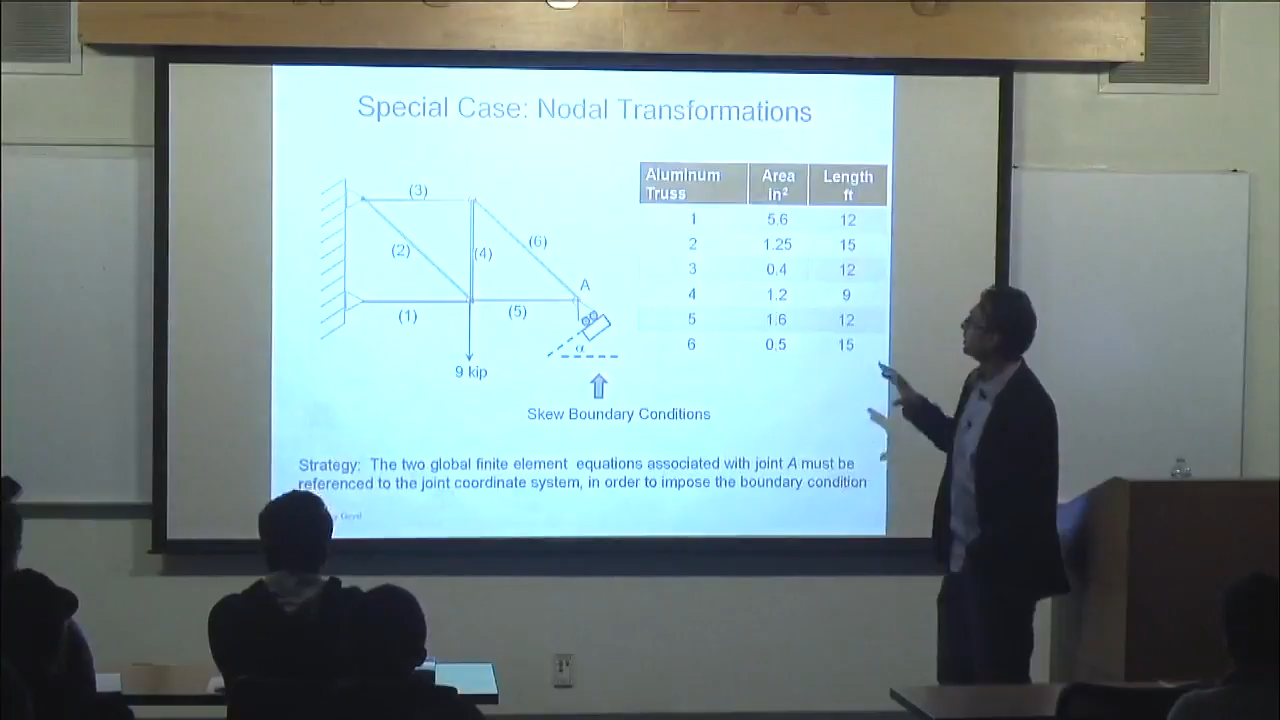 Special Case: Nodal Transformations
(3)
(2)
(4)
(6)
A
(1)
(5)
α
9 kip
Skew Boundary Conditions
Aluminum Truss Area In² Length ft
1 5.6 12
2 1.25 15
3 0.4 12
4 1.2 9
5 1.6 12
6 0.5 15
Strategy: The two global finite element equations associated with joint A must be
referenced to the joint coordinate system, in order to impose the boundary condition
Goyal